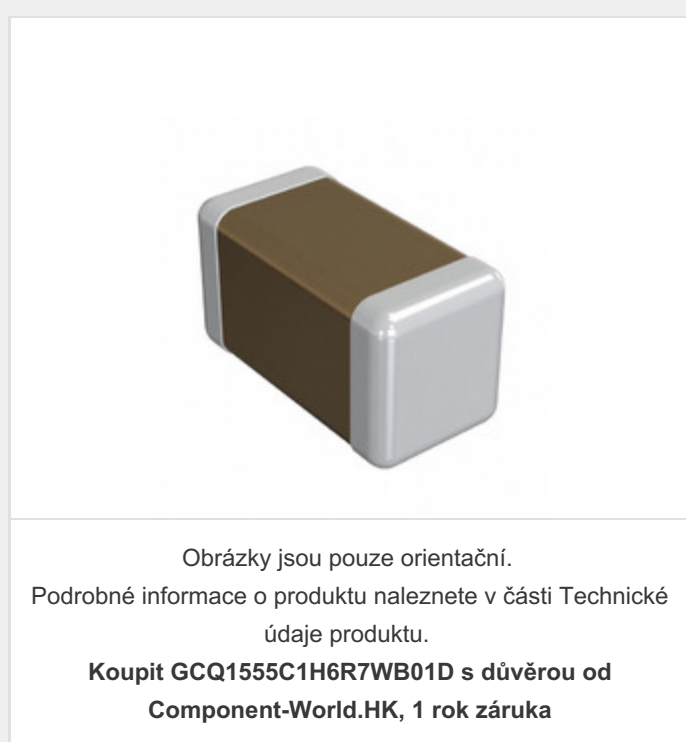 Obrázky jsou pouze orientační.
Podrobné informace o produktu naleznete v části Technické
údaje produktu.
Koupit GCQ1555C1H6R7WB01D s důvěrou od
Component-World.HK, 1 rok záruka